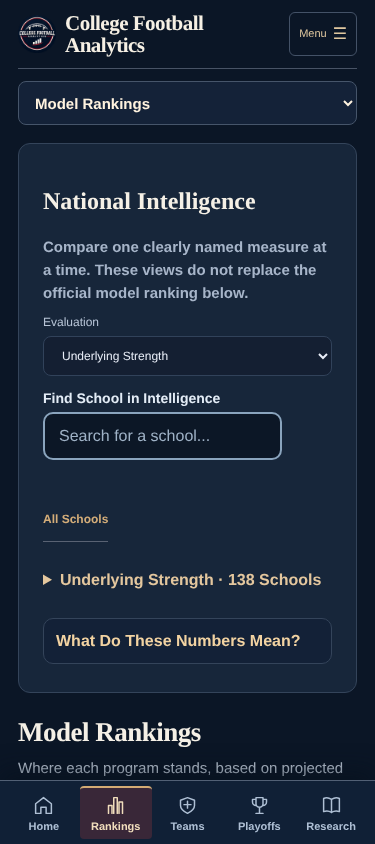 College Football
Analytics
Menu
Model Rankings
National Intelligence
Compare one clearly named measure at
a time. These views do not replace the
official model ranking below.
Evaluation
Underlying Strength
Find School in Intelligence
Search for a school...
All Schools
Underlying Strength · 138 Schools
What Do These Numbers Mean?
Model Rankings
Where each program stands, based on projected
Home
Rankings
Teams
Playoffs
Research